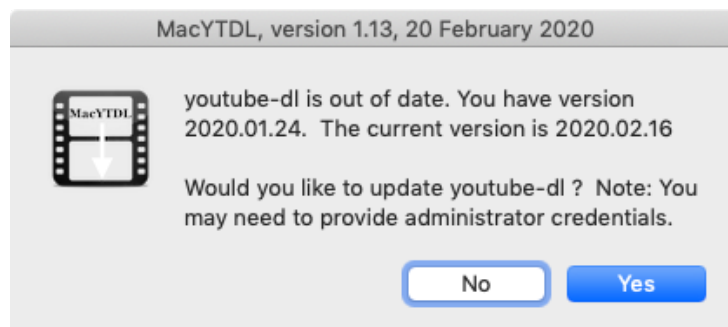 MacYTDL, version 1.13, 20 February 2020
MacYTDL
youtube-dl is out of date. You have version
2020.01.24.  The current version is 2020.02.16
Would you like to update youtube-dl ?  Note: You
may need to provide administrator credentials.
No
Yes